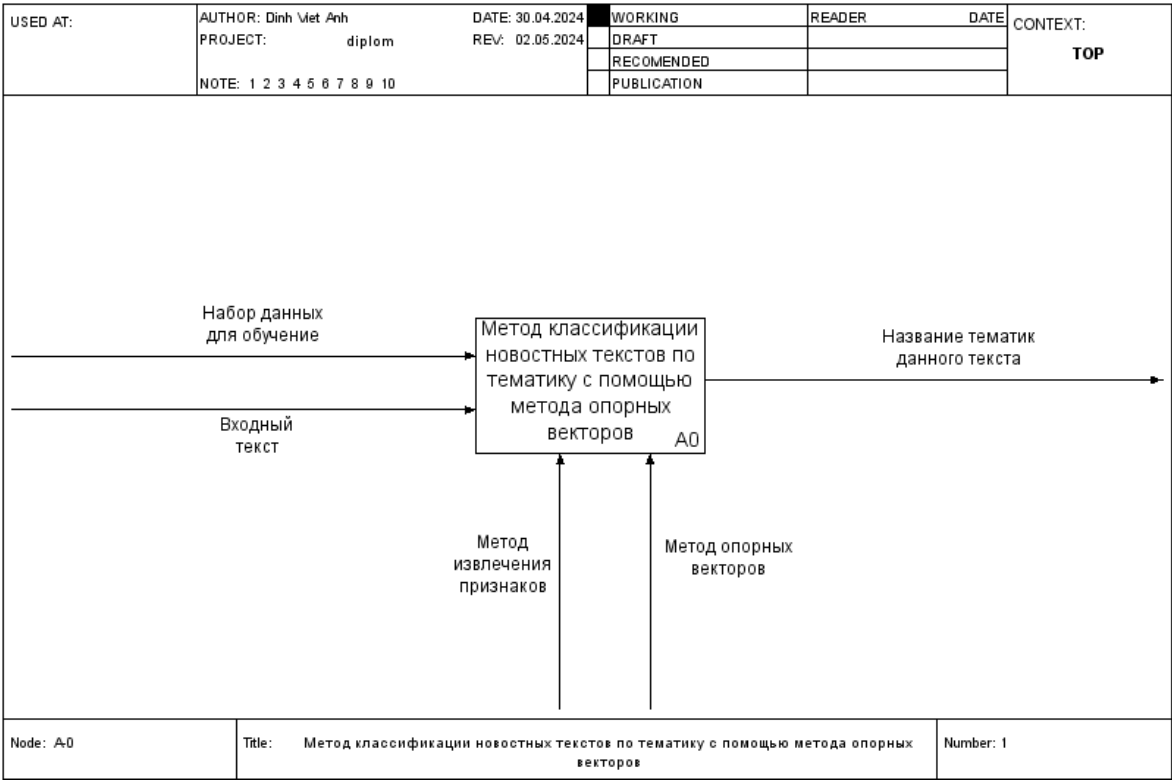 USED AT:
AUTHOR: Dinh Viet Anh
DATE: 30.04.2024
PROJECT: diplom
REV: 02.05.2024
NOTE: 1 2 3 4 5 6 7 8 9 10
WORKING
DRAFT
RECOMENDED
PUBLICATION
READER DATE
CONTEXT:
TOP
Набор данных
для обучение
Входный
текст
Метод классификации
новостных текстов по
тематику с помощью
метода опорных
векторов
A0
Название тематик
данного текста
Метод
извлечения
признаков
Метод опорных
векторов
Node: A-0
Title: Метод классификации новостных текстов по тематику с помощью метода опорных
векторов
Number: 1